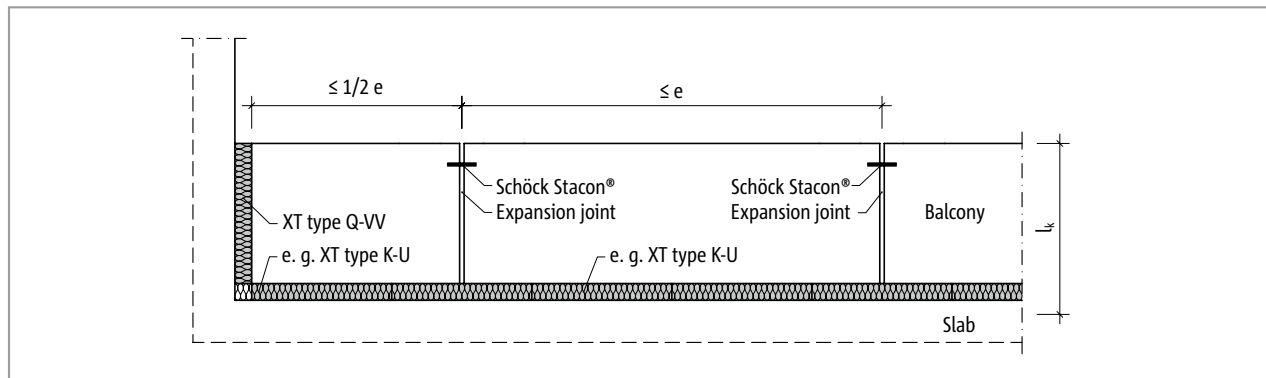 ≤ 1/2 e
≤ e
Schöck Stacon®
Expansion joint
Schöck Stacon®
Expansion joint
Balcony
XT type Q-VV
e. g. XT type K-U
e. g. XT type K-U
lₖ
Slab